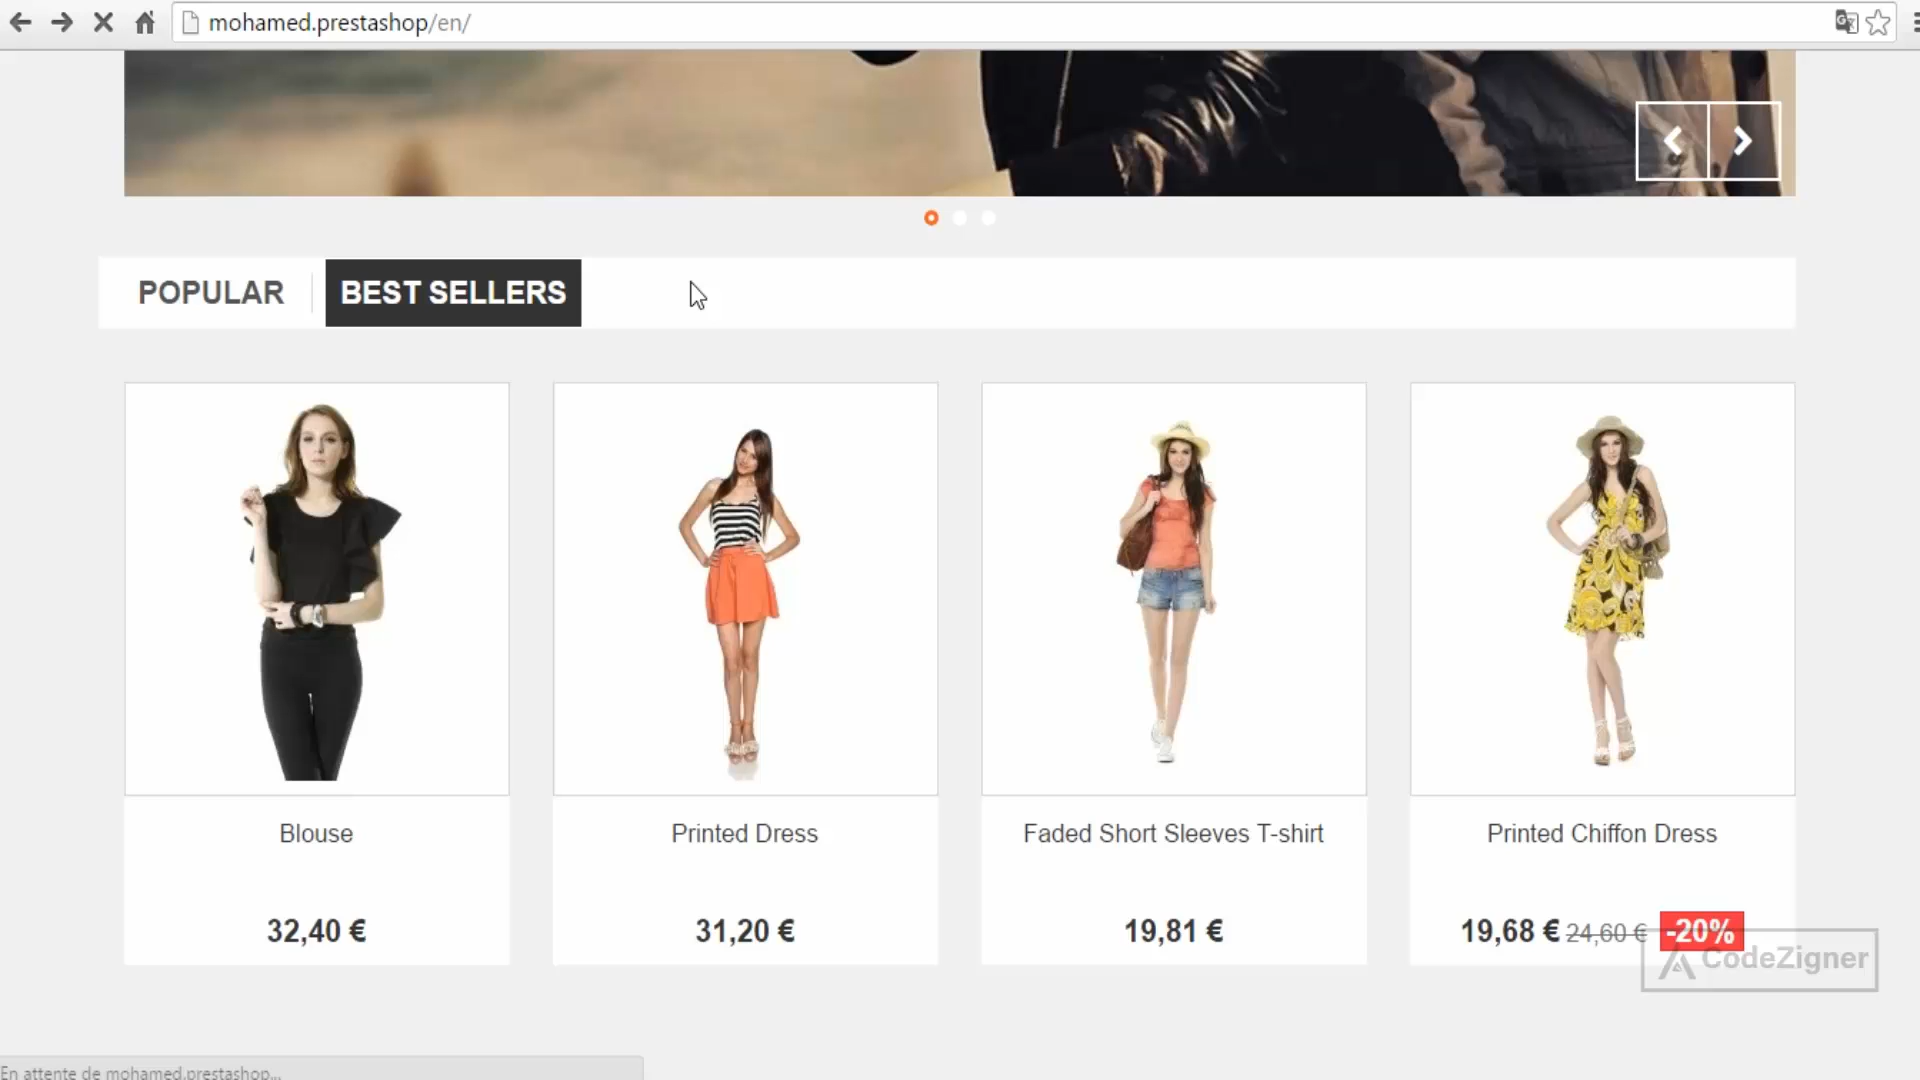 mohamed.prestashop/en/
POPULAR
BEST SELLERS
Blouse
Printed Dress
Faded Short Sleeves T-shirt
Printed Chiffon Dress
32,40 €
31,20 €
19,81 €
19,68 € 24,60 € -20%
CodeZigner
En attente de mohamed.prestashop...